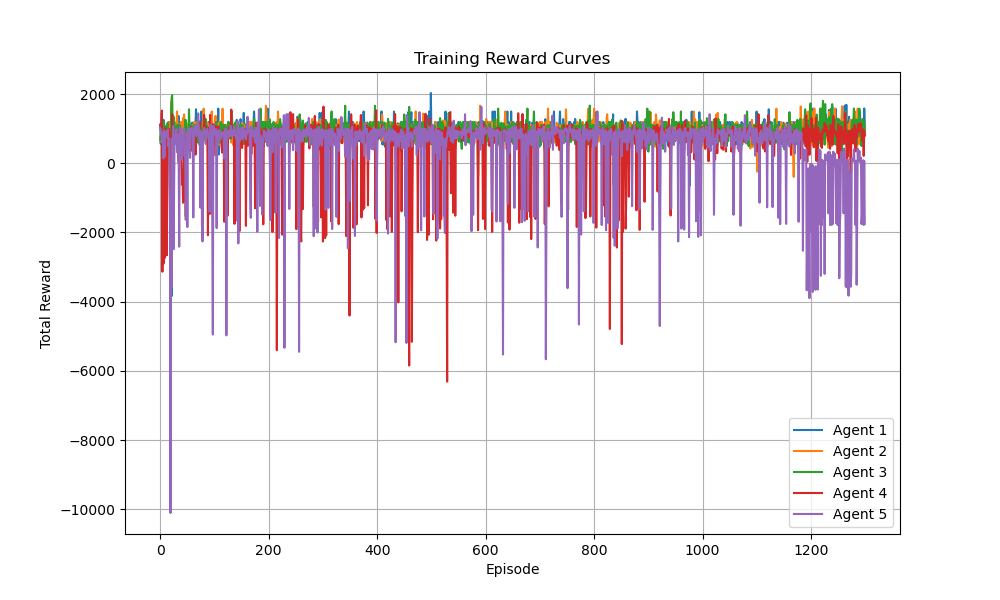 Training Reward Curves
Total Reward
2000
0
−2000
−4000
−6000
−8000
−10000
0 200 400 600 800 1000 1200
Episode
Agent 1
Agent 2
Agent 3
Agent 4
Agent 5